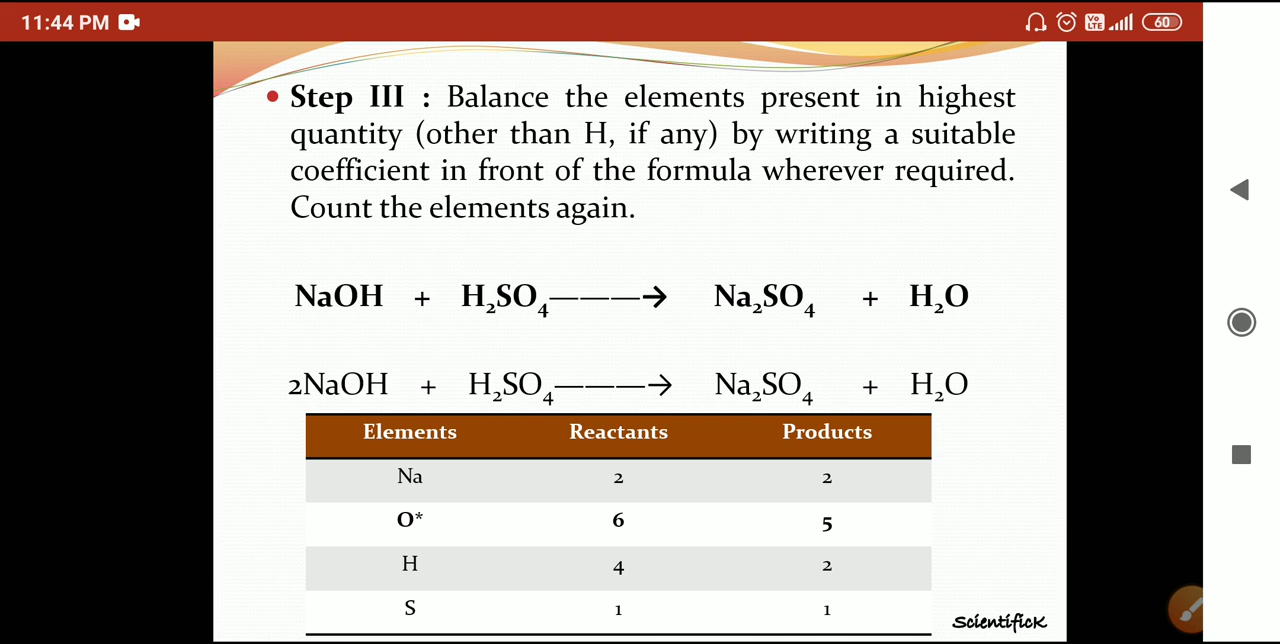 11:44 PM
Vo LTE 60
• Step III : Balance the elements present in highest
quantity (other than H, if any) by writing a suitable
coefficient in front of the formula wherever required.
Count the elements again.
NaOH + H₂SO₄———→ Na₂SO₄ + H₂O
2NaOH + H₂SO₄———→ Na₂SO₄ + H₂O
Elements Reactants Products
Na 2 2
O* 6 5
H 4 2
S 1 1
ScientificK